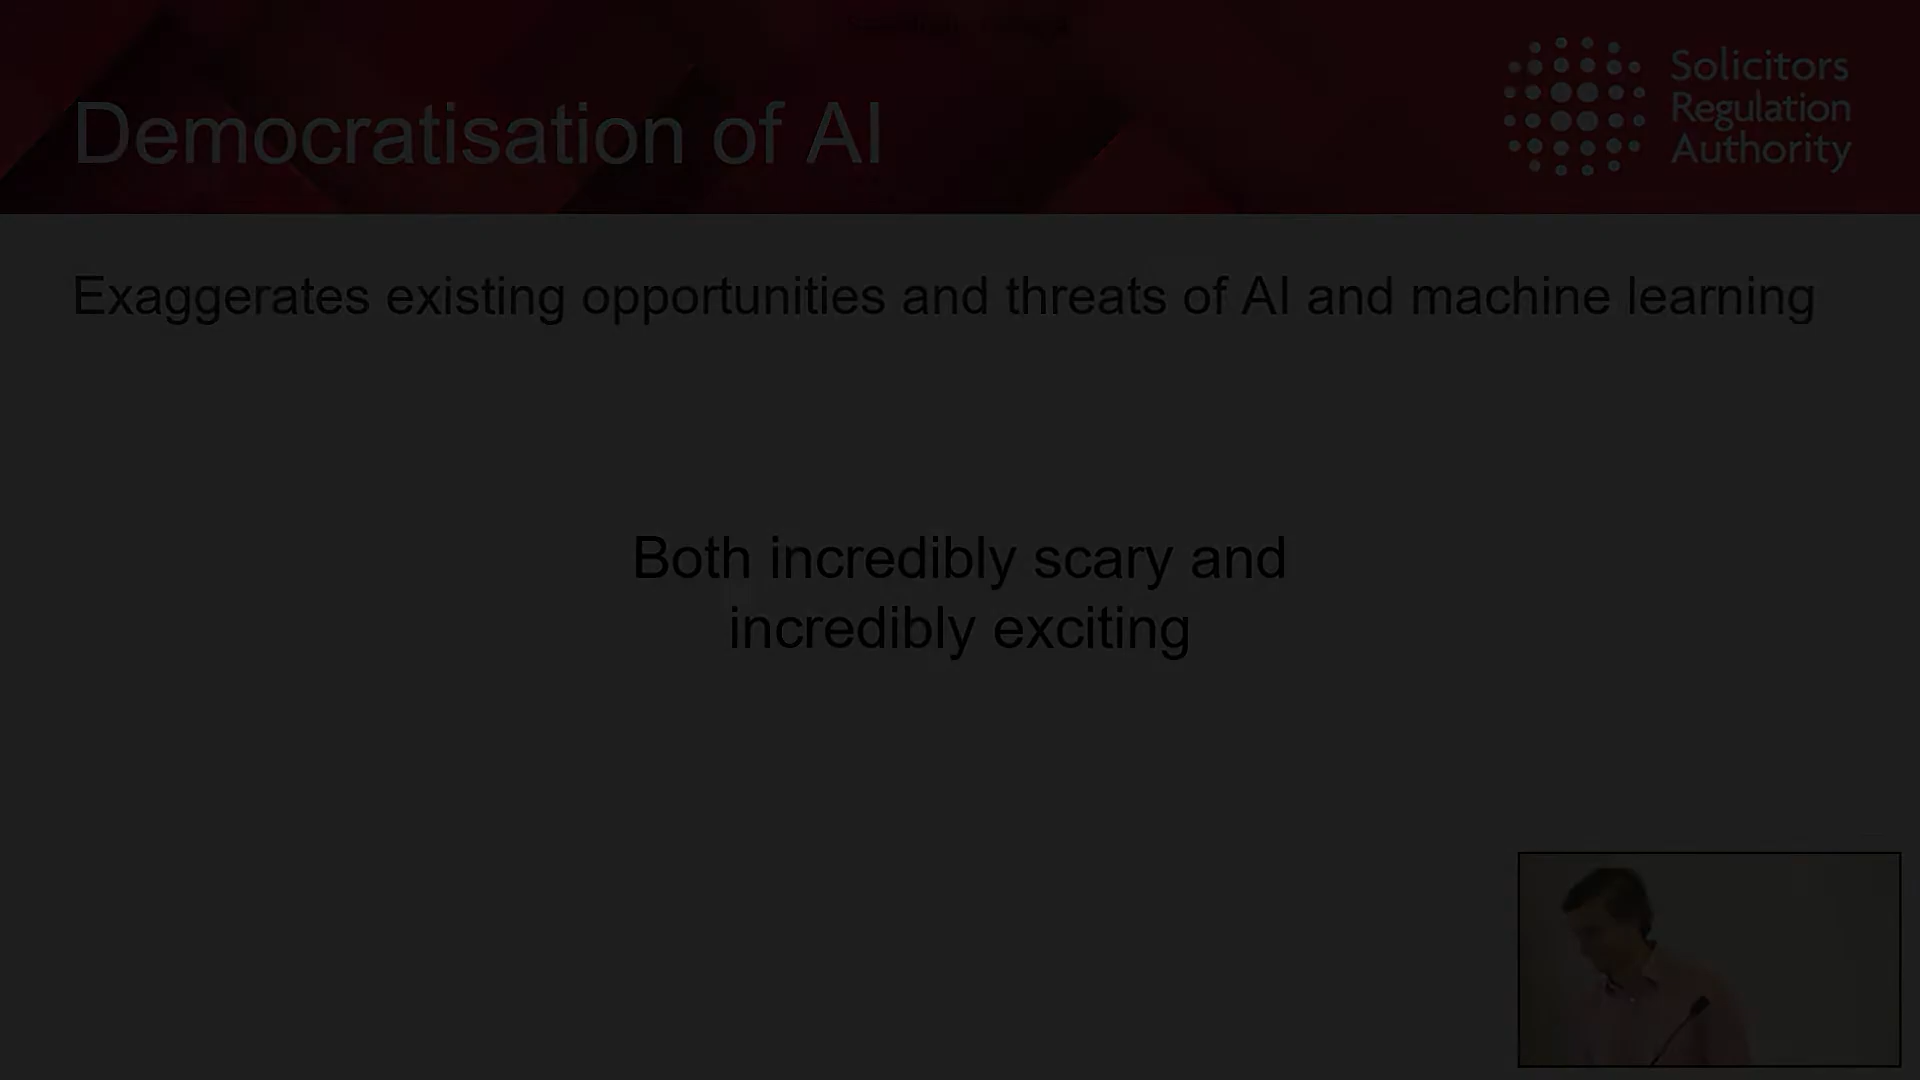 Democratisation of AI
Solicitors
Regulation
Authority
Exaggerates existing opportunities and threats of AI and machine learning
Both incredibly scary and
incredibly exciting